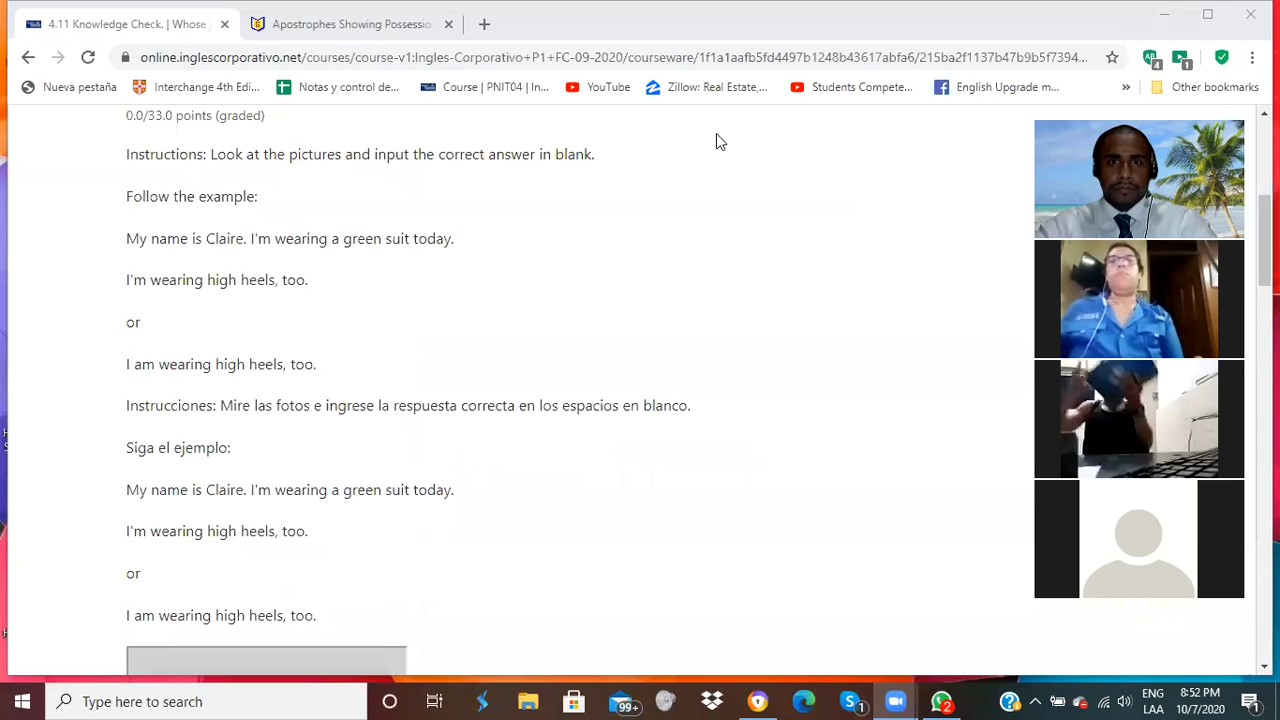 4.11 Knowledge Check. | Whose
Apostrophes Showing Possessio
online.inglescorporativo.net/courses/course-v1:Ingles-Corporativo+P1+FC-09-2020/courseware/1f1a1aafb5fd4497b1248b43617abfa6/215ba2f1137b47b9b5f7394...
4
1
Nueva pestaña
Interchange 4th Edi...
Notas y control de...
Course | PNIT04 | In...
YouTube
Zillow: Real Estate,...
Students Compete...
English Upgrade m...
»
Other bookmarks
0.0/33.0 points (graded)
Instructions: Look at the pictures and input the correct answer in blank.
Follow the example:
My name is Claire. I'm wearing a green suit today.
I'm wearing high heels, too.
or
I am wearing high heels, too.
Instrucciones: Mire las fotos e ingrese la respuesta correcta en los espacios en blanco.
Siga el ejemplo:
My name is Claire. I'm wearing a green suit today.
I'm wearing high heels, too.
or
I am wearing high heels, too.
Type here to search
99+
1
2
ENG
LAA
8:52 PM
10/7/2020
1